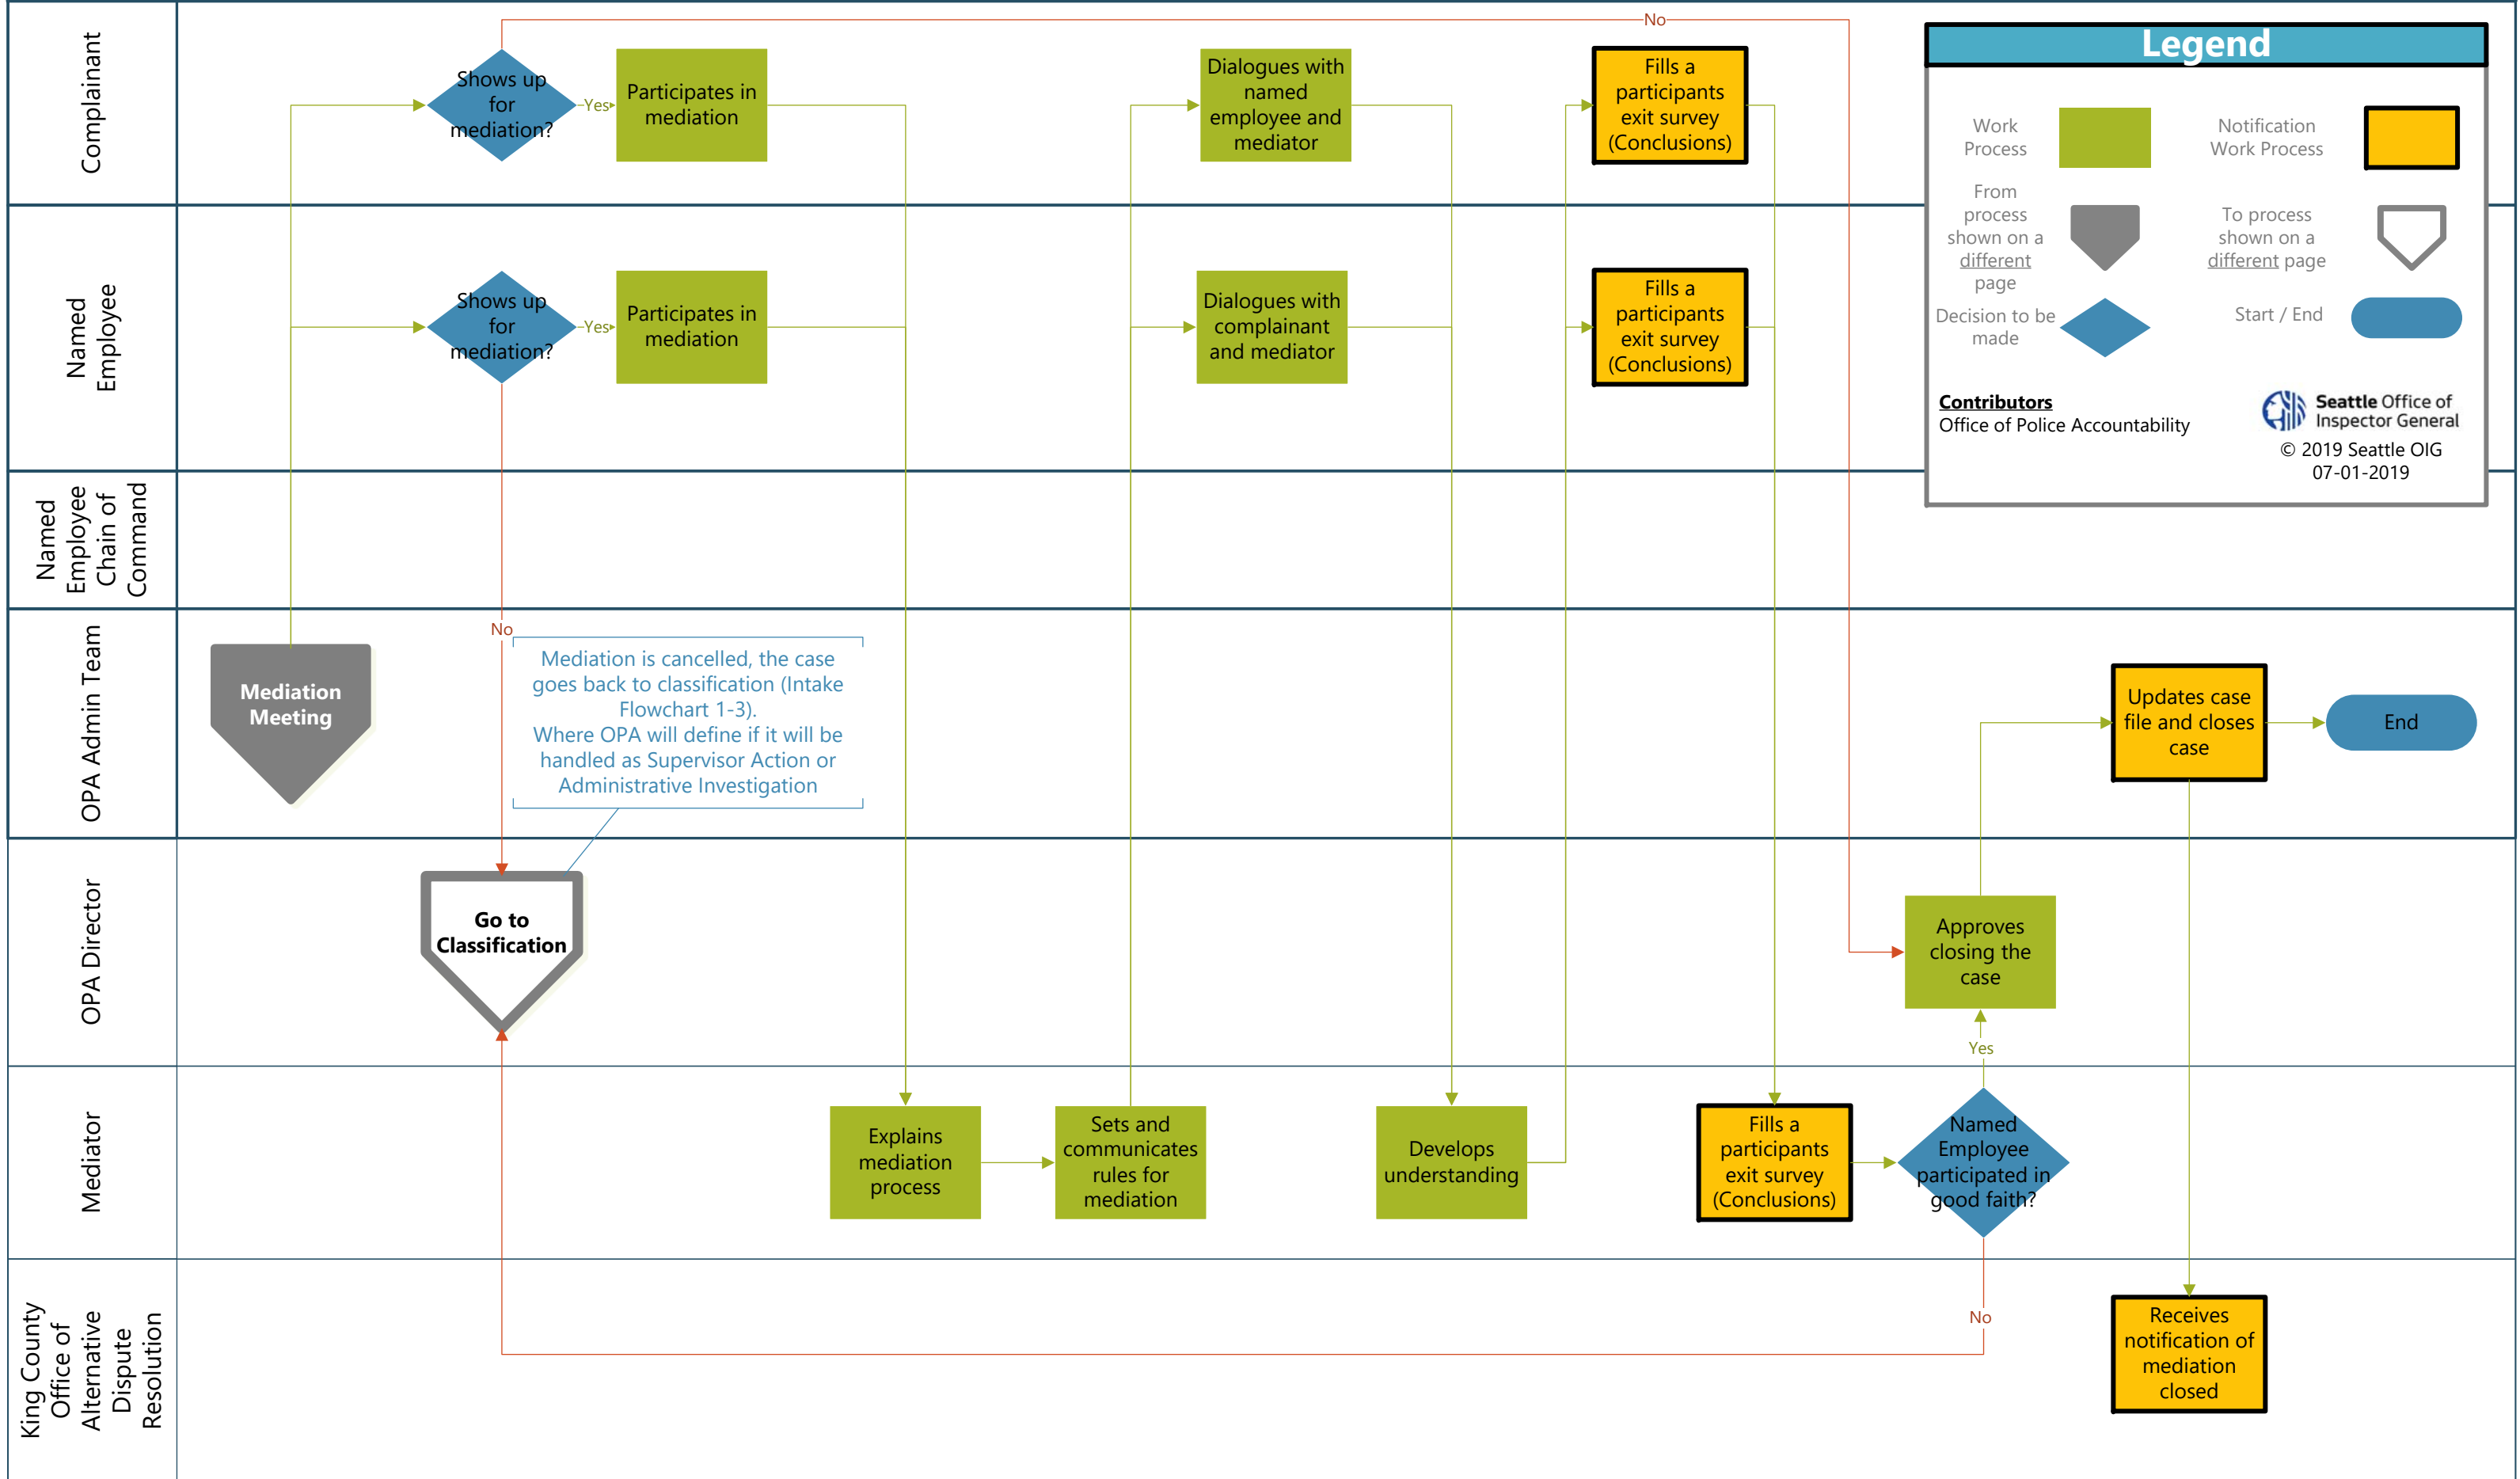 Complainant
No
Shows up
for
mediation?
Yes
Participates in
mediation
Dialogues with
named
employee and
mediator
Fills a
participants
exit survey
(Conclusions)
Named
Employee
Shows up
for
mediation?
Yes
Participates in
mediation
Dialogues with
complainant
and mediator
Fills a
participants
exit survey
(Conclusions)
Legend
Work
Process
Notification
Work Process
From
process
shown on a
different
page
To process
shown on a
different page
Decision to be
made
Start / End
Contributors
Office of Police Accountability
Seattle Office of
Inspector General
© 2019 Seattle OIG
07-01-2019
Named
Employee
Chain of
Command
OPA Admin Team
Mediation
Meeting
No
Mediation is cancelled, the case
goes back to classification (Intake
Flowchart 1-3).
Where OPA will define if it will be
handled as Supervisor Action or
Administrative Investigation
Updates case
file and closes
case
End
OPA Director
Go to
Classification
Approves
closing the
case
Yes
Mediator
Explains
mediation
process
Sets and
communicates
rules for
mediation
Develops
understanding
Fills a
participants
exit survey
(Conclusions)
Named
Employee
participated in
good faith?
King County
Office of
Alternative
Dispute
Resolution
No
Receives
notification of
mediation
closed